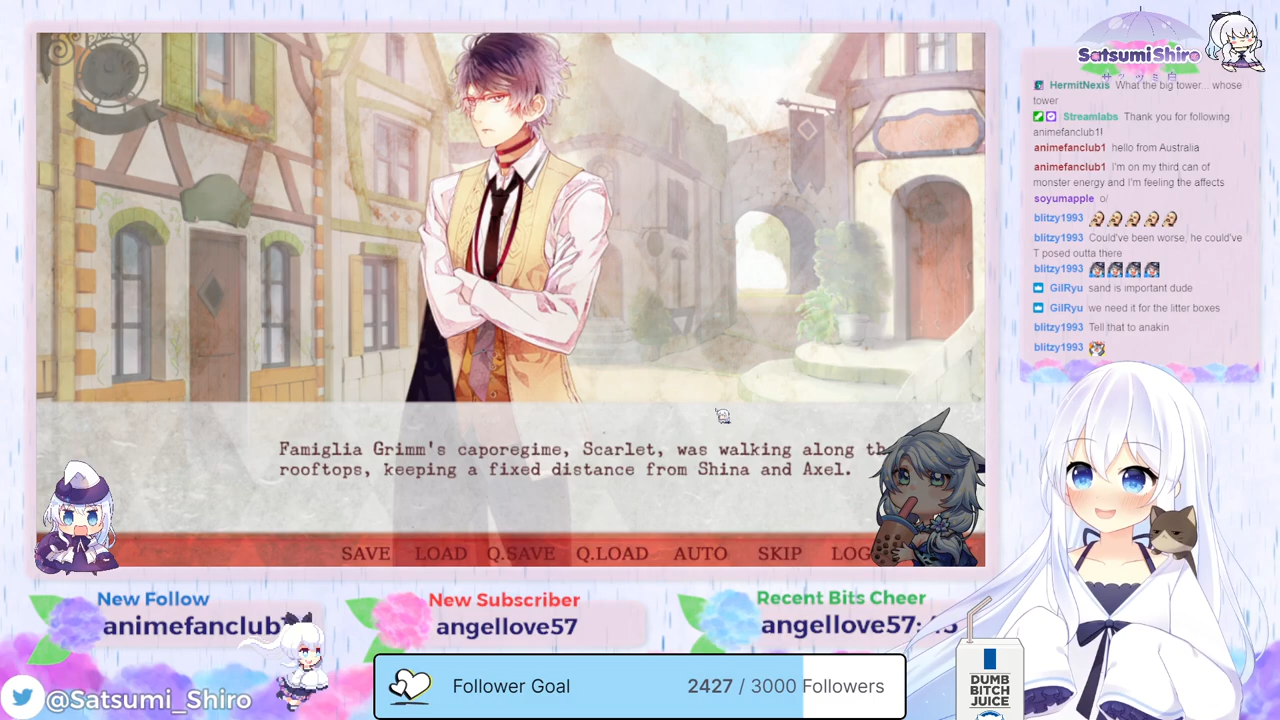 SatsumiShiro
サツミ白
HermitNexis What the big tower... whose
tower
Streamlabs Thank you for following
animefanclub1!
animefanclub1 hello from Australia
animefanclub1 I'm on my third can of
monster energy and I'm feeling the affects
soyumapple o/
blitzy1993
blitzy1993 Could've been worse, he could've
T posed outta there
blitzy1993
GilRyu sand is important dude
GilRyu we need it for the litter boxes
blitzy1993 Tell that to anakin
blitzy1993
Famiglia Grimm's caporegime, Scarlet, was walking along th
rooftops, keeping a fixed distance from Shina and Axel.
SAVE LOAD Q.SAVE Q.LOAD AUTO SKIP LOG
New Follow
animefanclub
New Subscriber
angellove57
Recent Bits Cheer
angellove57:
Follower Goal 2427 / 3000 Followers
@Satsumi_Shiro
DUMB
BITCH
JUICE